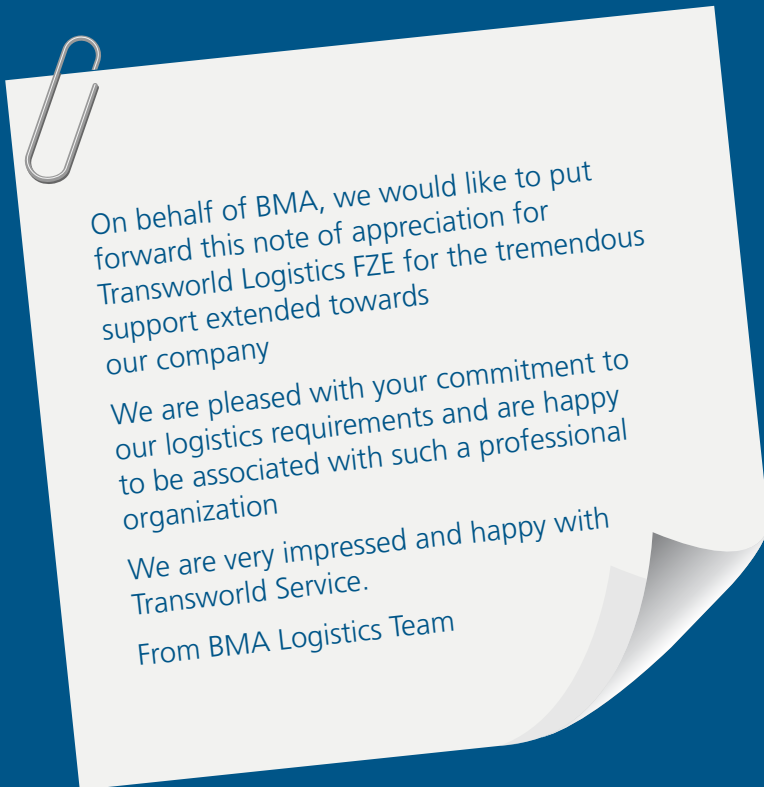 On behalf of BMA, we would like to put
forward this note of appreciation for
Transworld Logistics FZE for the tremendous
support extended towards
our company
We are pleased with your commitment to
our logistics requirements and are happy
to be associated with such a professional
organization
We are very impressed and happy with
Transworld Service.
From BMA Logistics Team